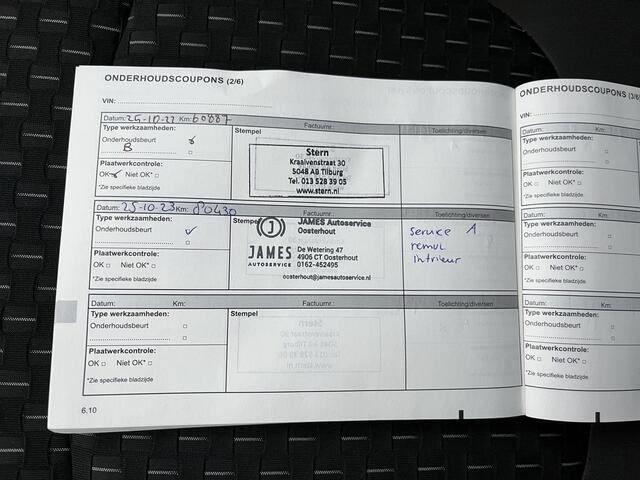 ONDERHOUDSCOUPONS (2/6)
VIN:
Datum: 25-10-22 Km: 60087 Factuurnr.: Toelichting/diversen
Type werkzaamheden: Stempel
Onderhoudsbeurt
B
Plaatwerkcontrole:
OK Niet OK*
*Zie specifieke bladzijde
Stern
Kraaivenstraat 30
5048 AB Tilburg
Tel. 013 528 39 05
www.stern.nl
Datum: 25-10-23 Km: 80430 Factuurnr.: Toelichting/diversen
Type werkzaamheden: Stempel
Onderhoudsbeurt
Plaatwerkcontrole:
OK Niet OK*
*Zie specifieke bladzijde
JAMES Autoservice
Oosterhout
JAMES
AUTOSERVICE
De Wetering 47
4906 CT Oosterhout
0162-452495
oosterhout@jamesautoservice.nl
service A
remvl
intrieur
Datum: Km: Factuurnr.: Toelichting/diversen
Type werkzaamheden: Stempel
Onderhoudsbeurt
Plaatwerkcontrole:
OK Niet OK*
*Zie specifieke bladzijde
6.10
ONDERHOUDSCOUPONS (3/6)
VIN:
Datum:
Type werkzaamheden:
Onderhoudsbeurt
Plaatwerkcontrole:
OK Niet OK*
*Zie specifieke bladzijde
Datum:
Type werkzaamheden:
Onderhoudsbeurt
Plaatwerkcontrole:
OK Niet OK*
*Zie specifieke bladzijde
Datum:
Type werkzaamheden:
Onderhoudsbeurt
Plaatwerkcontrole:
OK Niet OK*
*Zie specifieke bladzijde